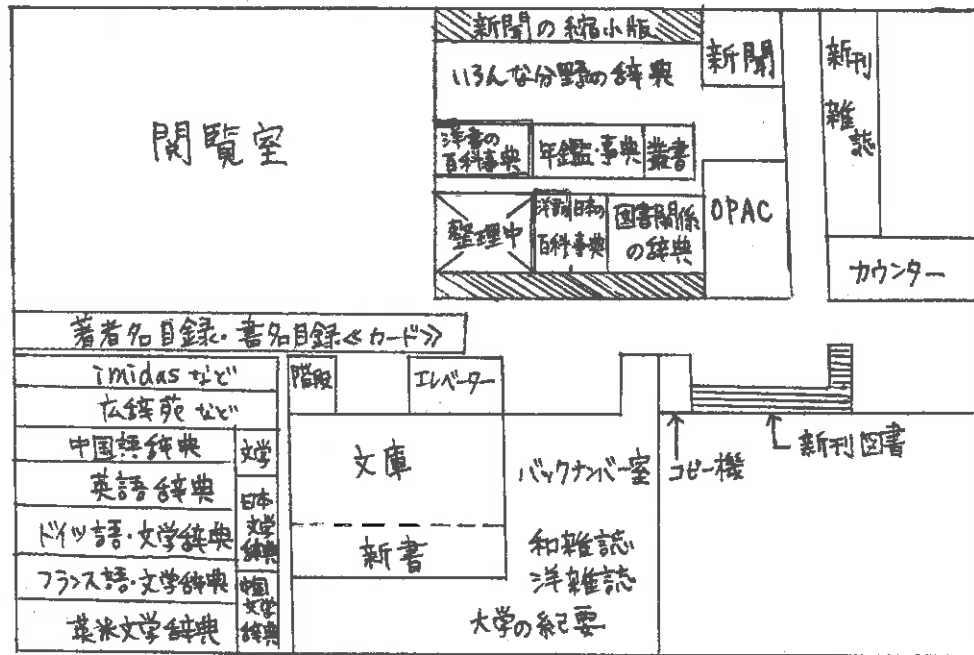 新聞の縮小版
いろんな分野の辞典
新聞
新刊
雑誌
閲覧室
洋書の
百科事典
年鑑・事典
叢書
整理中
洋書の
日本の
百科事典
図書関係
の辞典
OPAC
カウンター
著者名目録・書名目録≪カード≫
imidasなど
広辞苑など
中国語辞典
英語辞典
ドイツ語・文学辞典
フランス語・文学辞典
英米文学辞典
文学
日本
文学
辞典
中国
文学
辞典
階段
エレベーター
文庫
新書
バックナンバー室
和雑誌
洋雑誌
大学の紀要
コピー機
新刊図書